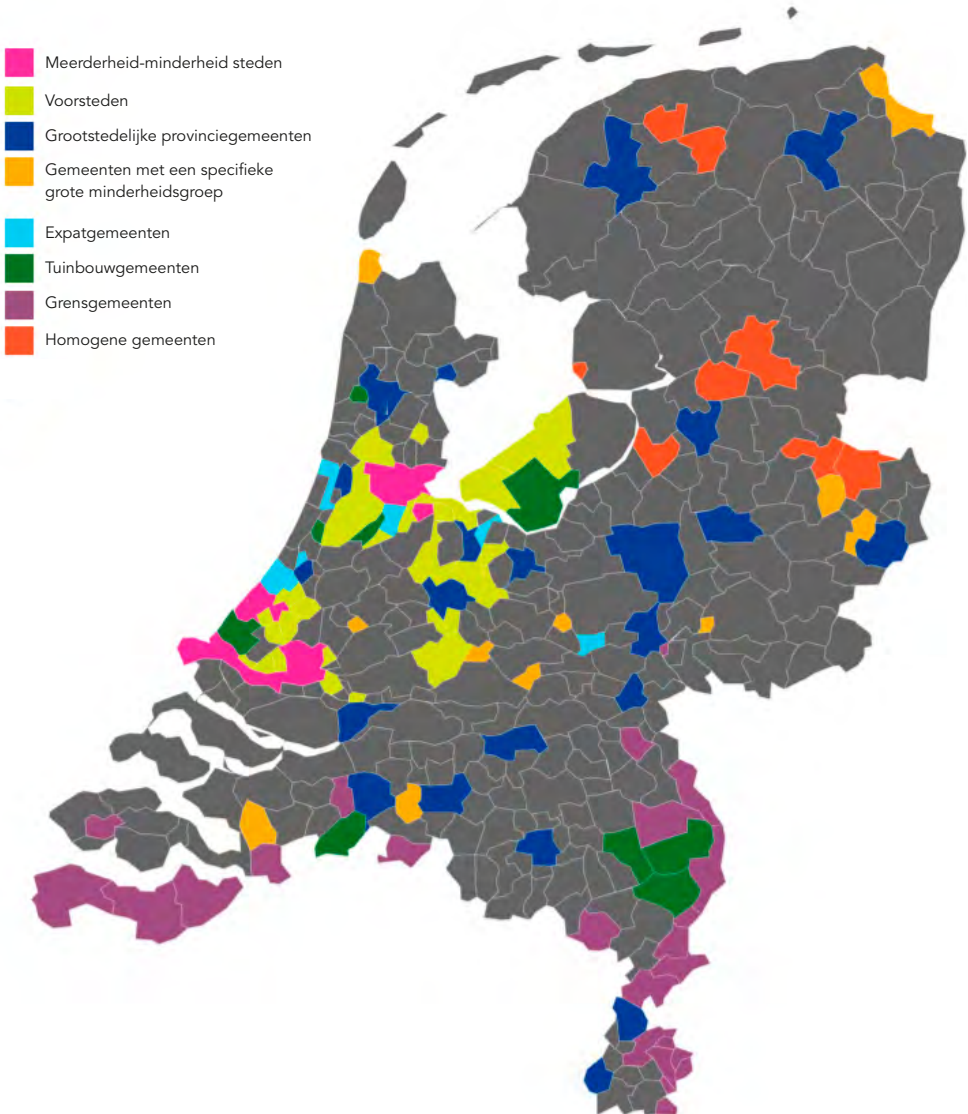 Meerderheid-minderheid steden
Voorsteden
Grootstedelijke provinciegemeenten
Gemeenten met een specifieke
grote minderheidsgroep
Expatgemeenten
Tuinbouwgemeenten
Grensgemeenten
Homogene gemeenten